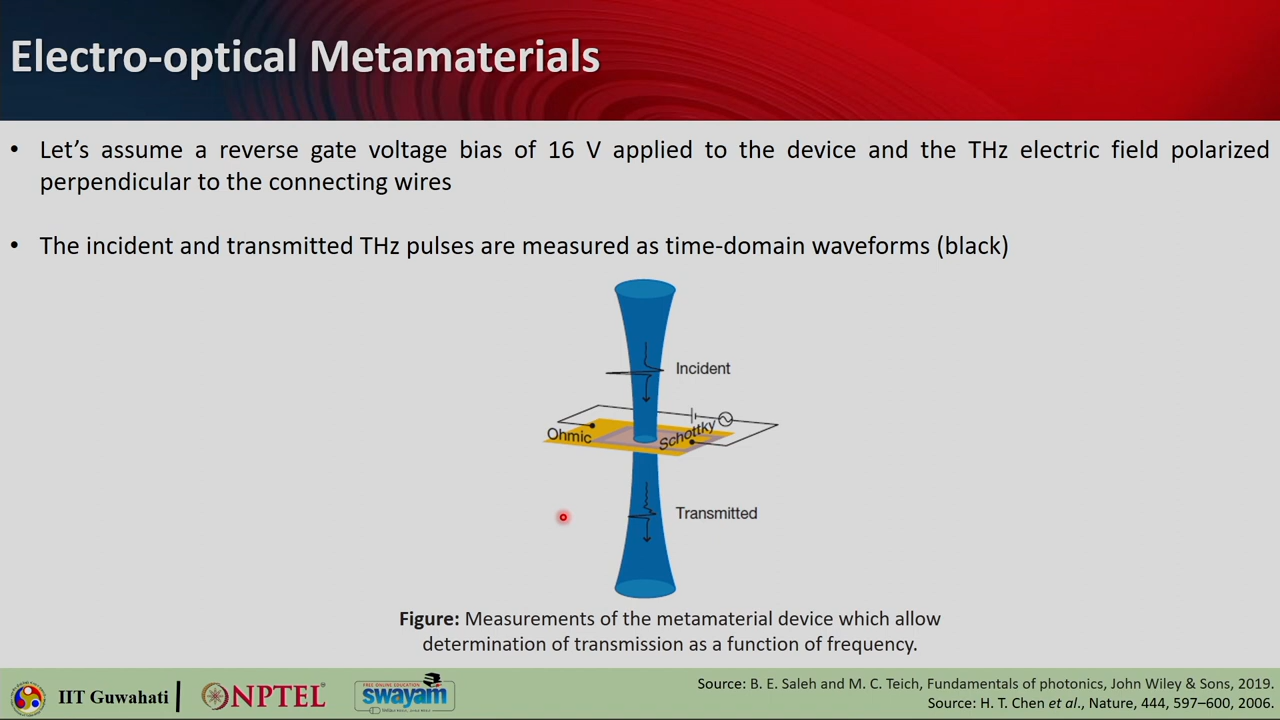 Electro-optical Metamaterials
• Let's assume a reverse gate voltage bias of 16 V applied to the device and the THz electric field polarized
perpendicular to the connecting wires
• The incident and transmitted THz pulses are measured as time-domain waveforms (black)
Incident
Ohmic
Schottky
Transmitted
Figure: Measurements of the metamaterial device which allow
determination of transmission as a function of frequency.
IIT Guwahati
NPTEL
FREE ONLINE EDUCATION
swayam
Source: B. E. Saleh and M. C. Teich, Fundamentals of photonics, John Wiley & Sons, 2019.
Source: H. T. Chen et al., Nature, 444, 597–600, 2006.